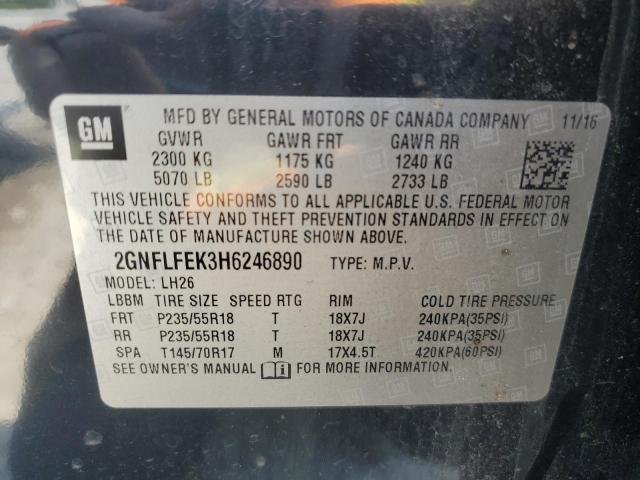 GM
MFD BY GENERAL MOTORS OF CANADA COMPANY 11/16
GVWR GAWR FRT GAWR RR
2300 KG 1175 KG 1240 KG
5070 LB 2590 LB 2733 LB
THIS VEHICLE CONFORMS TO ALL APPLICABLE U.S. FEDERAL MOTOR
VEHICLE SAFETY AND THEFT PREVENTION STANDARDS IN EFFECT ON
THE DATE OF MANUFACTURE SHOWN ABOVE.
2GNFLFEK3H6246890 TYPE: M.P.V.
MODEL: LH26
LBBM TIRE SIZE SPEED RTG RIM COLD TIRE PRESSURE
FRT P235/55R18 T 18X7J 240KPA(35PSI)
RR P235/55R18 T 18X7J 240KPA(35PSI)
SPA T145/70R17 M 17X4.5T 420KPA(60PSI)
SEE OWNER'S MANUAL FOR MORE INFORMATION.